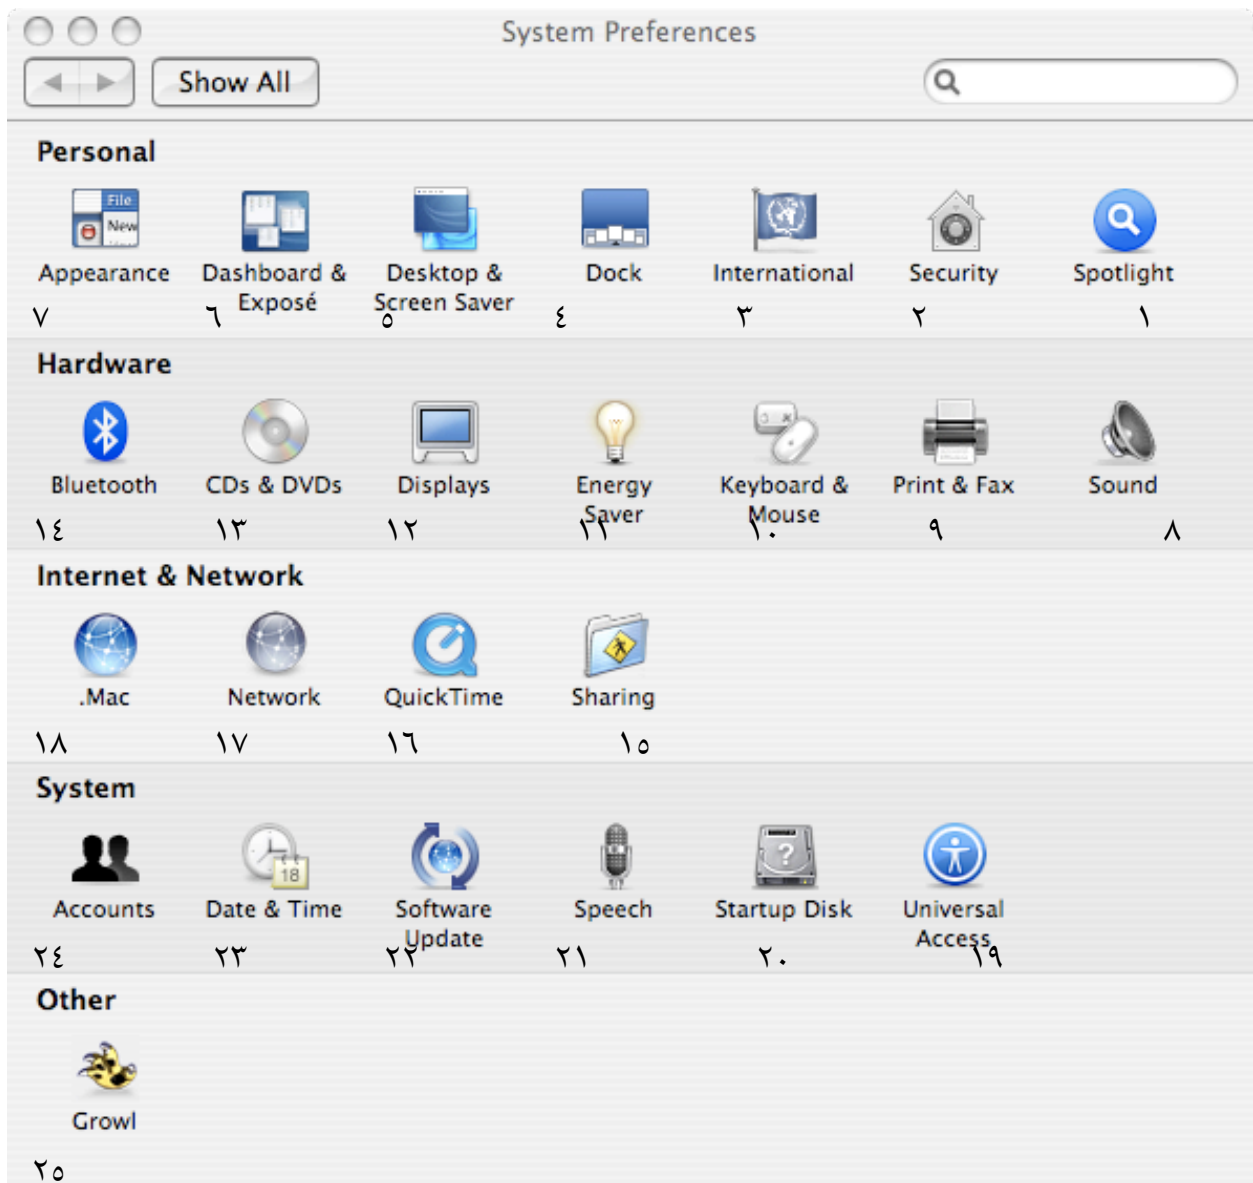 System Preferences
Show All
Personal
File
New
Appearance
Dashboard & Exposé
Desktop & Screen Saver
Dock
International
Security
Spotlight
٧ ٦ ٥ ٤ ٣ ٢ ١
Hardware
Bluetooth
CDs & DVDs
Displays
Energy Saver
Keyboard & Mouse
Print & Fax
Sound
١٤ ١٣ ١٢ ١١ ١٠ ٩ ٨
Internet & Network
.Mac
Network
QuickTime
Sharing
١٨ ١٧ ١٦ ١٥
System
18
Accounts
Date & Time
Software Update
Speech
Startup Disk
Universal Access
٢٤ ٢٣ ٢٢ ٢١ ٢٠ ١٩
Other
Growl
٢٥